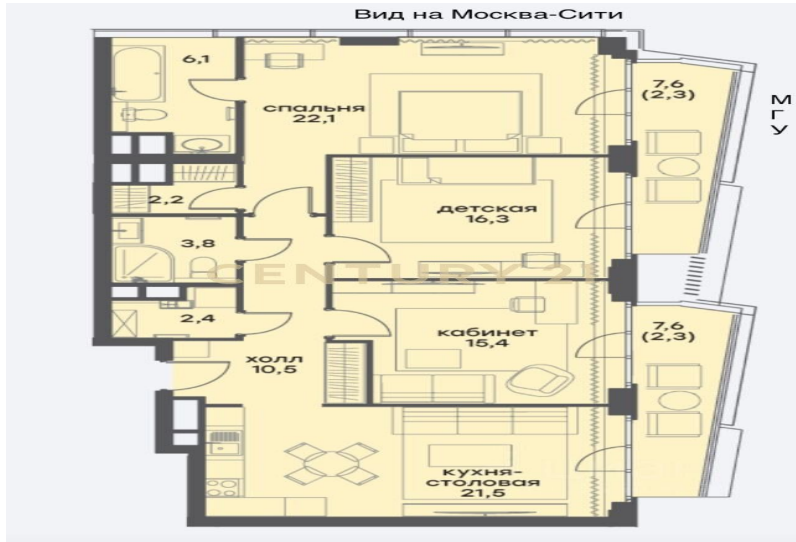 Вид на Москва-Сити
6,1
7,6
(2,3)
МГУ
спальня
22,1
2,2
детская
16,3
3,8
CENTURY 21
2,4
кабинет
15,4
7,6
(2,3)
холл
10,5
кухня-
столовая
21,5